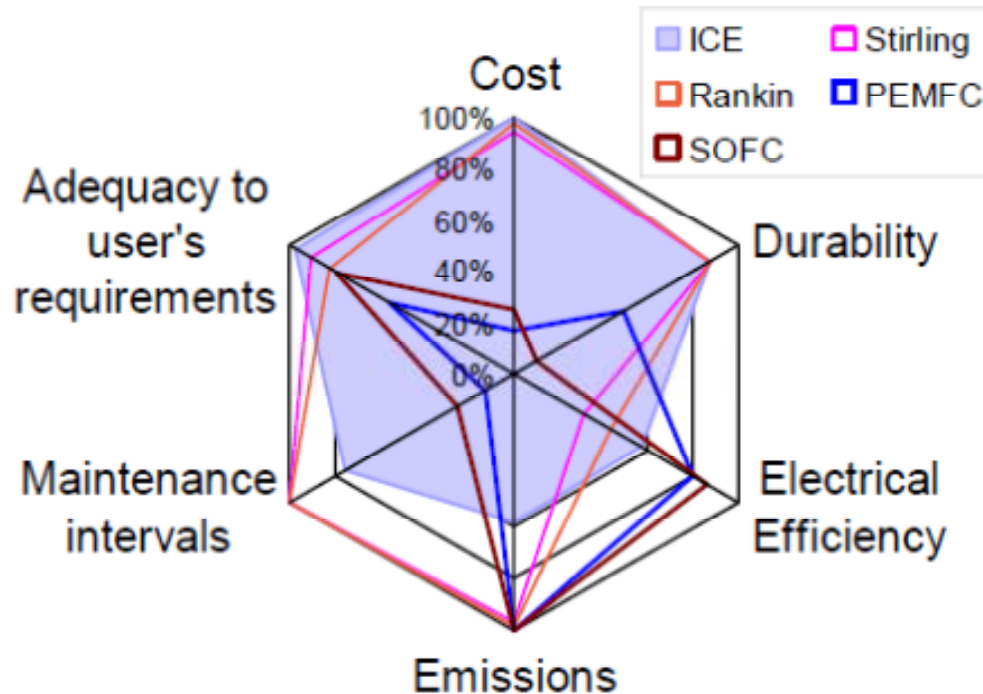 ICE
Stirling
Rankin
PEMFC
SOFC
Cost
100%
80%
60%
40%
20%
0%
Adequacy to
user's
requirements
Durability
Maintenance
intervals
Electrical
Efficiency
Emissions